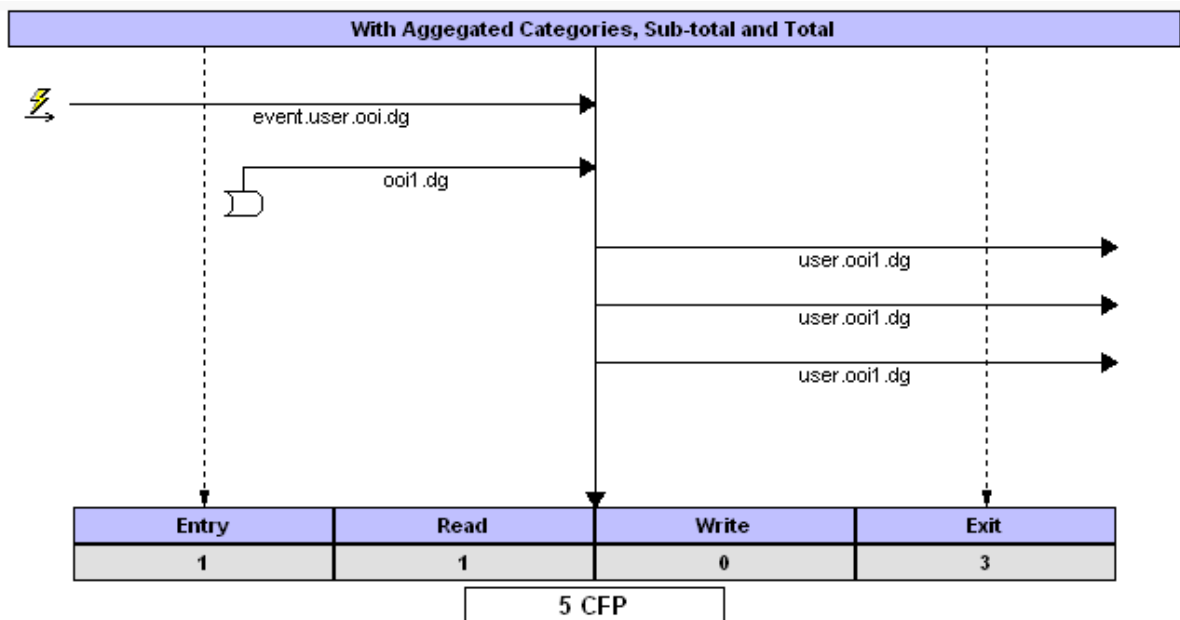 With Aggegated Categories, Sub-total and Total
event.user.ooi.dg
ooi1.dg
user.ooi1.dg
user.ooi1.dg
user.ooi1.dg
Entry Read Write Exit
1 1 0 3
5 CFP